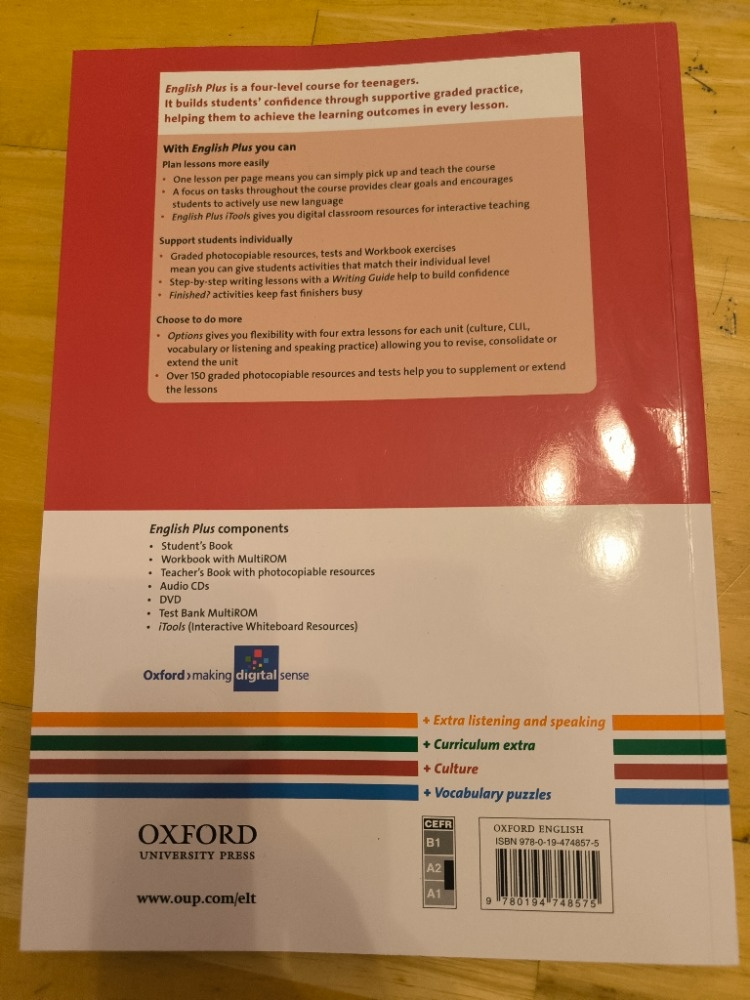 English Plus is a four-level course for teenagers.
It builds students' confidence through supportive graded practice,
helping them to achieve the learning outcomes in every lesson.
With English Plus you can
Plan lessons more easily
• One lesson per page means you can simply pick up and teach the course
• A focus on tasks throughout the course provides clear goals and encourages
students to actively use new language
• English Plus iTools gives you digital classroom resources for interactive teaching
Support students individually
• Graded photocopiable resources, tests and Workbook exercises
mean you can give students activities that match their individual level
• Step-by-step writing lessons with a Writing Guide help to build confidence
• Finished? activities keep fast finishers busy
Choose to do more
• Options gives you flexibility with four extra lessons for each unit (culture, CLIL,
vocabulary or listening and speaking practice) allowing you to revise, consolidate or
extend the unit
• Over 150 graded photocopiable resources and tests help you to supplement or extend
the lessons
English Plus components
• Student's Book
• Workbook with MultiROM
• Teacher's Book with photocopiable resources
• Audio CDs
• DVD
• Test Bank MultiROM
• iTools (Interactive Whiteboard Resources)
Oxford › making digital sense
+ Extra listening and speaking
+ Curriculum extra
+ Culture
+ Vocabulary puzzles
OXFORD
UNIVERSITY PRESS
www.oup.com/elt
CEFR
B1
A2
A1
OXFORD ENGLISH
ISBN 978-0-19-474857-5
9 780194 748575